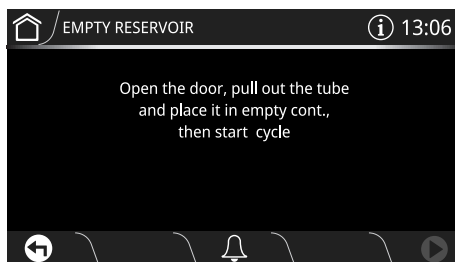 EMPTY RESERVOIR
i 13:06
Open the door, pull out the tube
and place it in empty cont.,
then start cycle